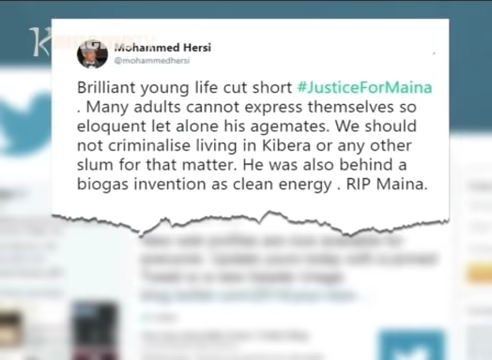 Mohammed Hersi
@mohammedhersi
Brilliant young life cut short #JusticeForMaina
. Many adults cannot express themselves so
eloquent let alone his agemates. We should
not criminalise living in Kibera or any other
slum for that matter. He was also behind a
biogas invention as clean energy . RIP Maina.